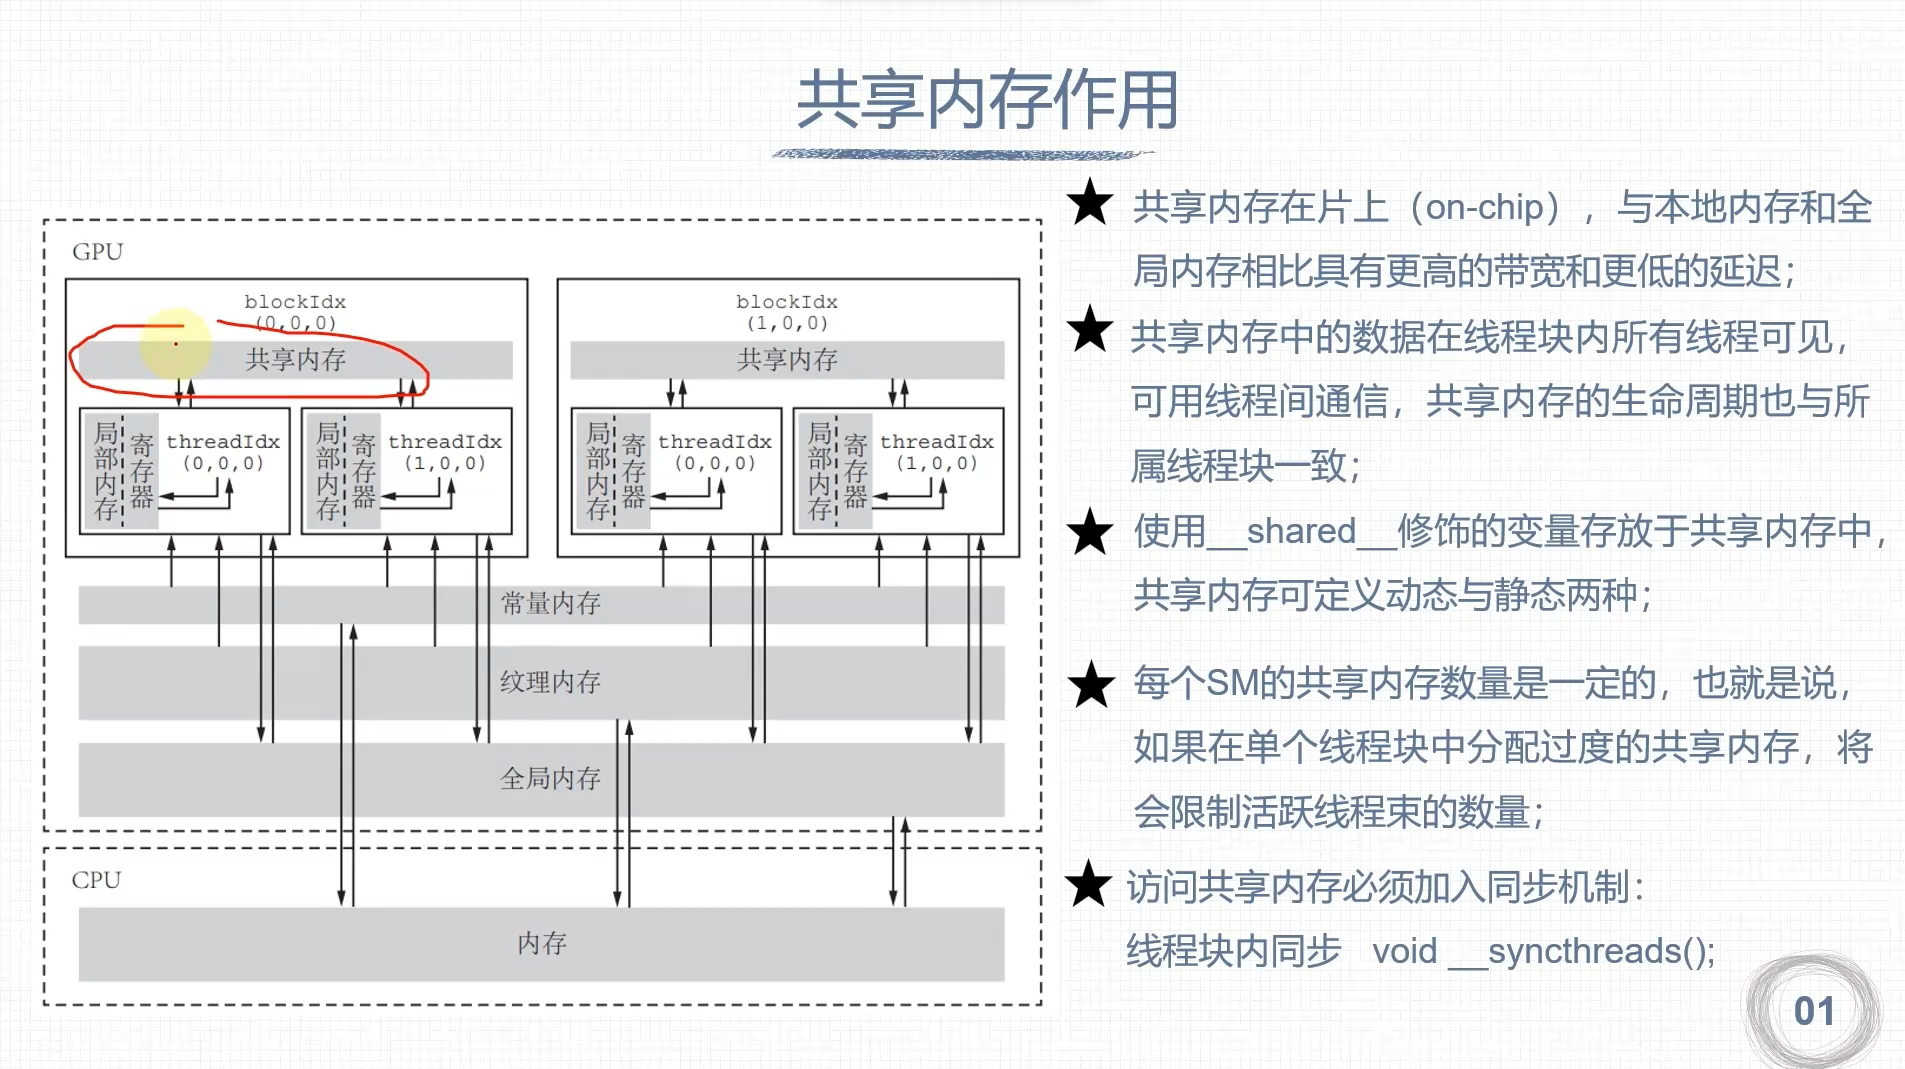 共享内存作用
GPU
blockIdx
(0,0,0)
共享内存
局部内存
寄存器
threadIdx
(0,0,0)
局部内存
寄存器
threadIdx
(1,0,0)
blockIdx
(1,0,0)
共享内存
局部内存
寄存器
threadIdx
(0,0,0)
局部内存
寄存器
threadIdx
(1,0,0)
常量内存
纹理内存
全局内存
CPU
内存
共享内存在片上（on-chip），与本地内存和全
局内存相比具有更高的带宽和更低的延迟；
共享内存中的数据在线程块内所有线程可见，
可用线程间通信，共享内存的生命周期也与所
属线程块一致；
使用__shared__修饰的变量存放于共享内存中，
共享内存可定义动态与静态两种；
每个SM的共享内存数量是一定的，也就是说，
如果在单个线程块中分配过度的共享内存，将
会限制活跃线程束的数量；
访问共享内存必须加入同步机制：
线程块内同步 void __syncthreads();
01